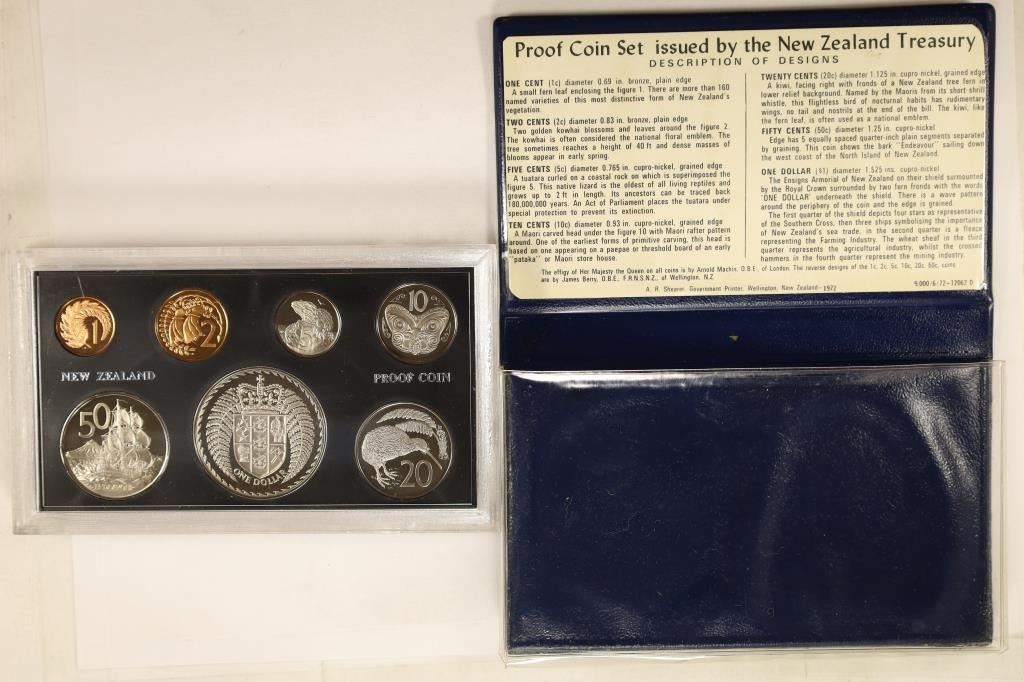 1
2
5
10
NEW ZEALAND
PROOF COIN
50
ONE DOLLAR
20
Proof Coin Set issued by the New Zealand Treasury
DESCRIPTION OF DESIGNS
ONE CENT (1c) diameter 0.69 in. bronze, plain edge
A small fern leaf enclosing the figure 1. There are more than 160
named varieties of this most distinctive form of New Zealand's
vegetation.
TWO CENTS (2c) diameter 0.83 in. bronze, plain edge
Two golden kowhai blossoms and leaves around the figure 2.
The kowhai is often considered the national floral emblem. The
tree sometimes reaches a height of 40 ft and dense masses of
blooms appear in early spring.
FIVE CENTS (5c) diameter 0.765 in. cupro-nickel, grained edge
A tuatara curled on a coastal rock on which is superimposed the
figure 5. This native lizard is the oldest of all living reptiles and
grows up to 2 ft in length. Its ancestors can be traced back
180,000,000 years. An Act of Parliament places the tuatara under
special protection to prevent its extinction.
TEN CENTS (10c) diameter 0.93 in. cupro-nickel, grained edge
A Maori carved head under the figure 10 with Maori rafter pattern
around. One of the earliest forms of primitive carving, this head is
based on one appearing on a paepae or threshold board of an early
"pataka" or Maori store house.
TWENTY CENTS (20c) diameter 1.125 in. cupro-nickel, grained edge
A kiwi, facing right with fronds of a New Zealand tree fern in
lower relief background. Named by the Maoris from its short shrill
whistle, this flightless bird of nocturnal habits has rudimentary
wings, no tail and nostrils at the end of the bill. The kiwi, like
the fern leaf, is often used as a national emblem.
FIFTY CENTS (50c) diameter 1.25 in. cupro-nickel
Edge has 5 equally spaced quarter-inch plain segments separated
by graining. This coin shows the bark "Endeavour" sailing down
the west coast of the North Island of New Zealand.
ONE DOLLAR ($1) diameter 1.525 ins. cupro-nickel
The Ensigns Armorial of New Zealand on their shield surmounted
by the Royal Crown surrounded by two fern fronds with the words
'ONE DOLLAR' underneath the shield. There is a wave pattern
around the periphery of the coin and the edge is grained.
The first quarter of the shield depicts four stars as representative
of the Southern Cross, then three ships symbolising the importance
of New Zealand's sea trade, in the second quarter is a fleece
representing the Farming Industry. The wheat sheaf in the third
quarter represents the agricultural industry, whilst the crossed
hammers in the fourth quarter represent the mining industry.
The effigy of Her Majesty the Queen on all coins is by Arnold Machin, O.B.E., of London. The reverse designs of the 1c, 2c, 5c, 10c, 20c, 50c, coins
are by James Berry, O.B.E., F.R.N.S.N.Z., of Wellington, N.Z
A. R. Shearer, Government Printer, Wellington, New Zealand—1972
9,000/6/72—12062 D